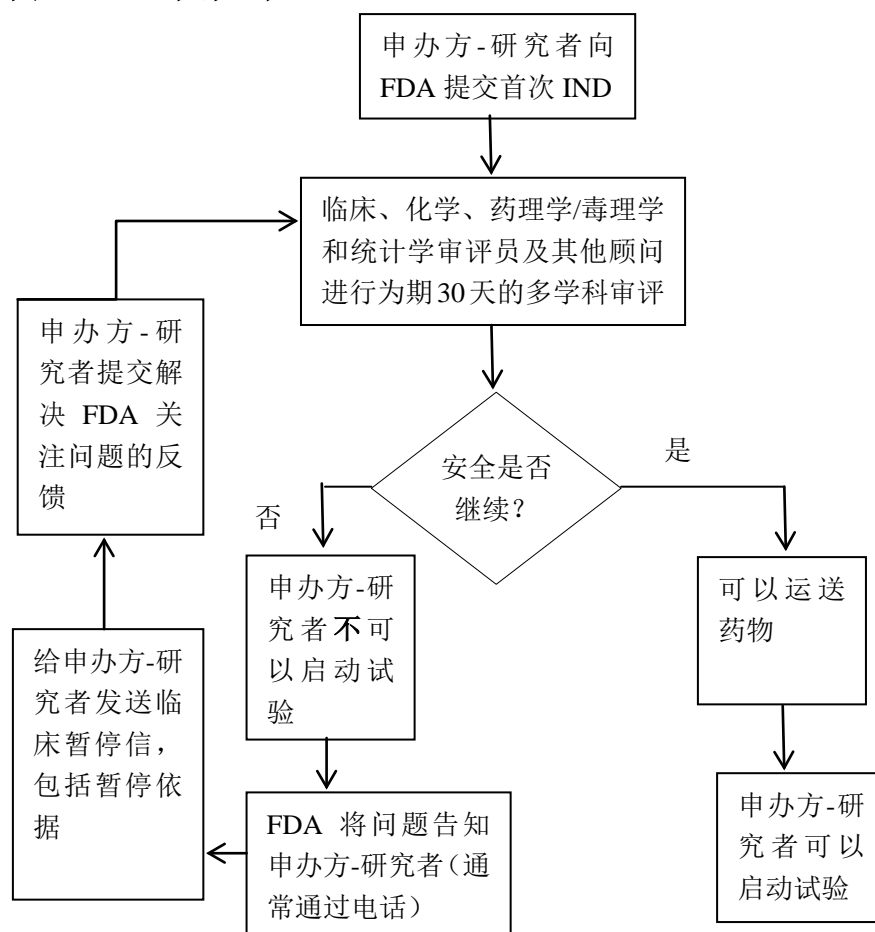 申办方-研究者向
FDA 提交首次 IND
临床、化学、药理学/毒理学
和统计学审评员及其他顾问
进行为期30天的多学科审评
申办方-研
究者提交解
决 FDA 关
注问题的反
馈
安全是否
继续?
是
否
申办方-研
究者不可
以启动试
验
可以运送
药物
给申办方-研
究者发送临
床暂停信，
包括暂停依
据
FDA 将问题告知
申办方-研究者（通
常通过电话）
申办方-研
究者可以
启动试验